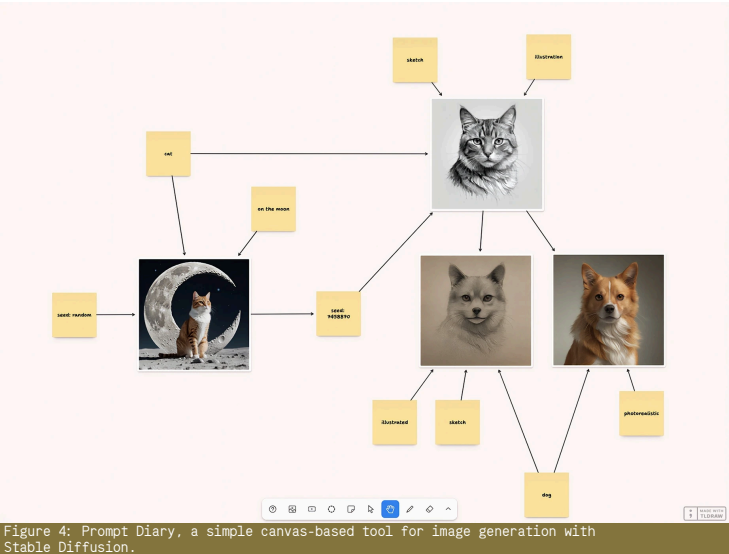 sketch
illustration
cat
on the moon
seed: random
seed:
7458370
illustrated
sketch
photorealistic
dog
MADE WITH
TLDRAW
Figure 4: Prompt Diary, a simple canvas-based tool for image generation with
Stable Diffusion.